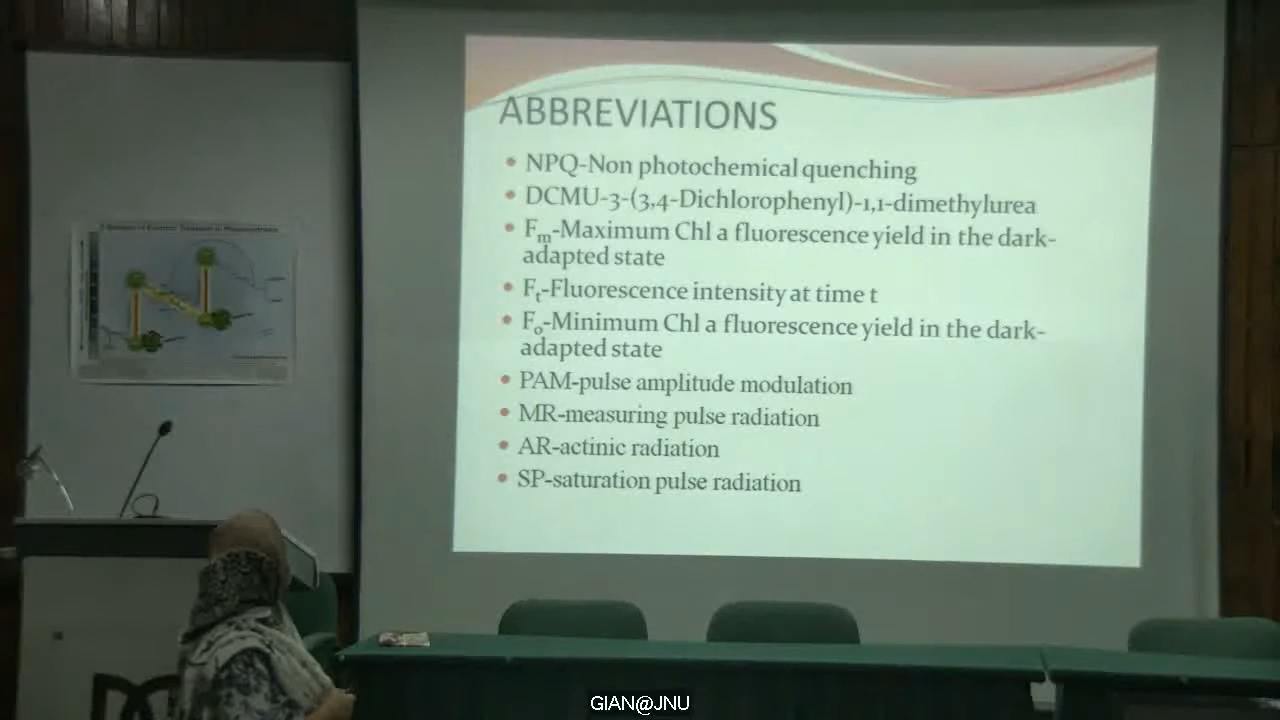 ABBREVIATIONS
• NPQ-Non photochemical quenching
• DCMU-3-(3,4-Dichlorophenyl)-1,1-dimethylurea
• Fm-Maximum Chl a fluorescence yield in the dark-
adapted state
• Ft-Fluorescence intensity at time t
• Fo-Minimum Chl a fluorescence yield in the dark-
adapted state
• PAM-pulse amplitude modulation
• MR-measuring pulse radiation
• AR-actinic radiation
• SP-saturation pulse radiation
GIAN@JNU